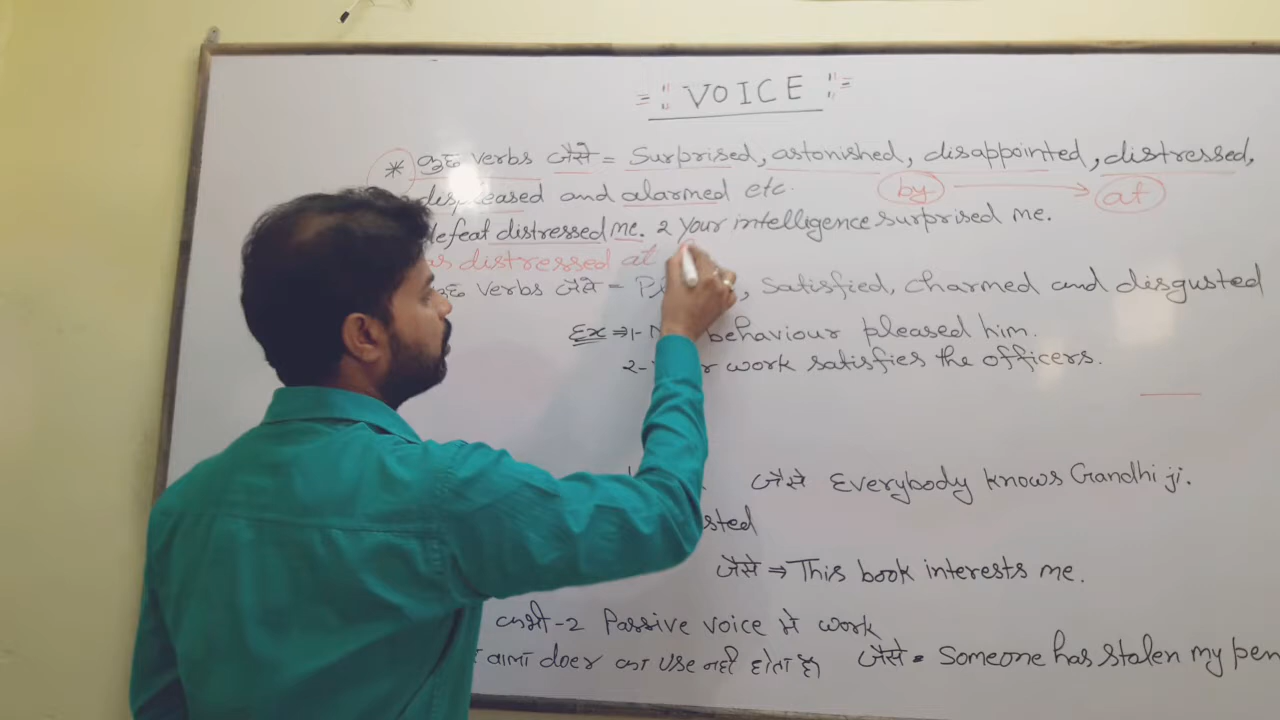 =:: VOICE ::=
* कुछ verbs जैसे = Surprised, astonished, disappointed, distressed,
displeased and alarmed etc. by → at
defeat distressed me. 2 Your intelligence surprised me.
as distressed at
कुछ verbs जैसे = satisfied, charmed and disgusted
Ex ⇒ 1- behaviour pleased him.
2- work satisfies the officers.
जैसे Everybody knows Gandhi ji.
sted
जैसे ⇒ This book interests me.
कभी-2 Passive voice मे work
वाला doer का use नही होता है। जैसे = Someone has stolen my pen